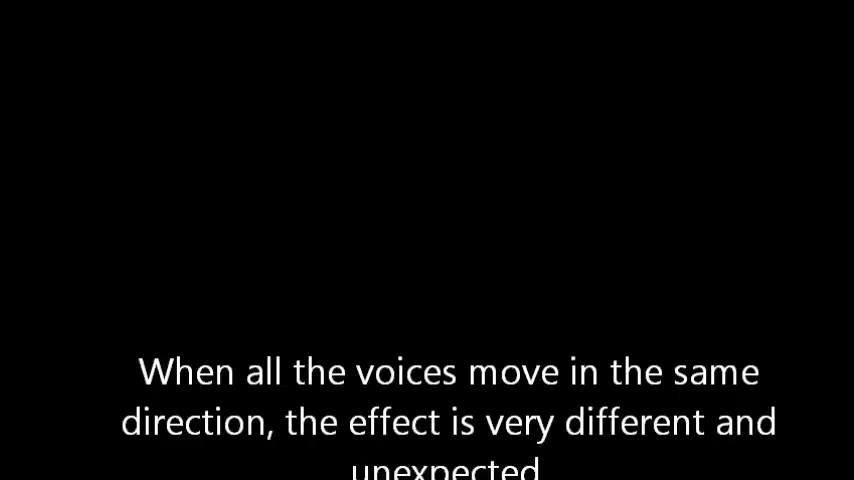 When all the voices move in the same
direction, the effect is very different and
unexpected